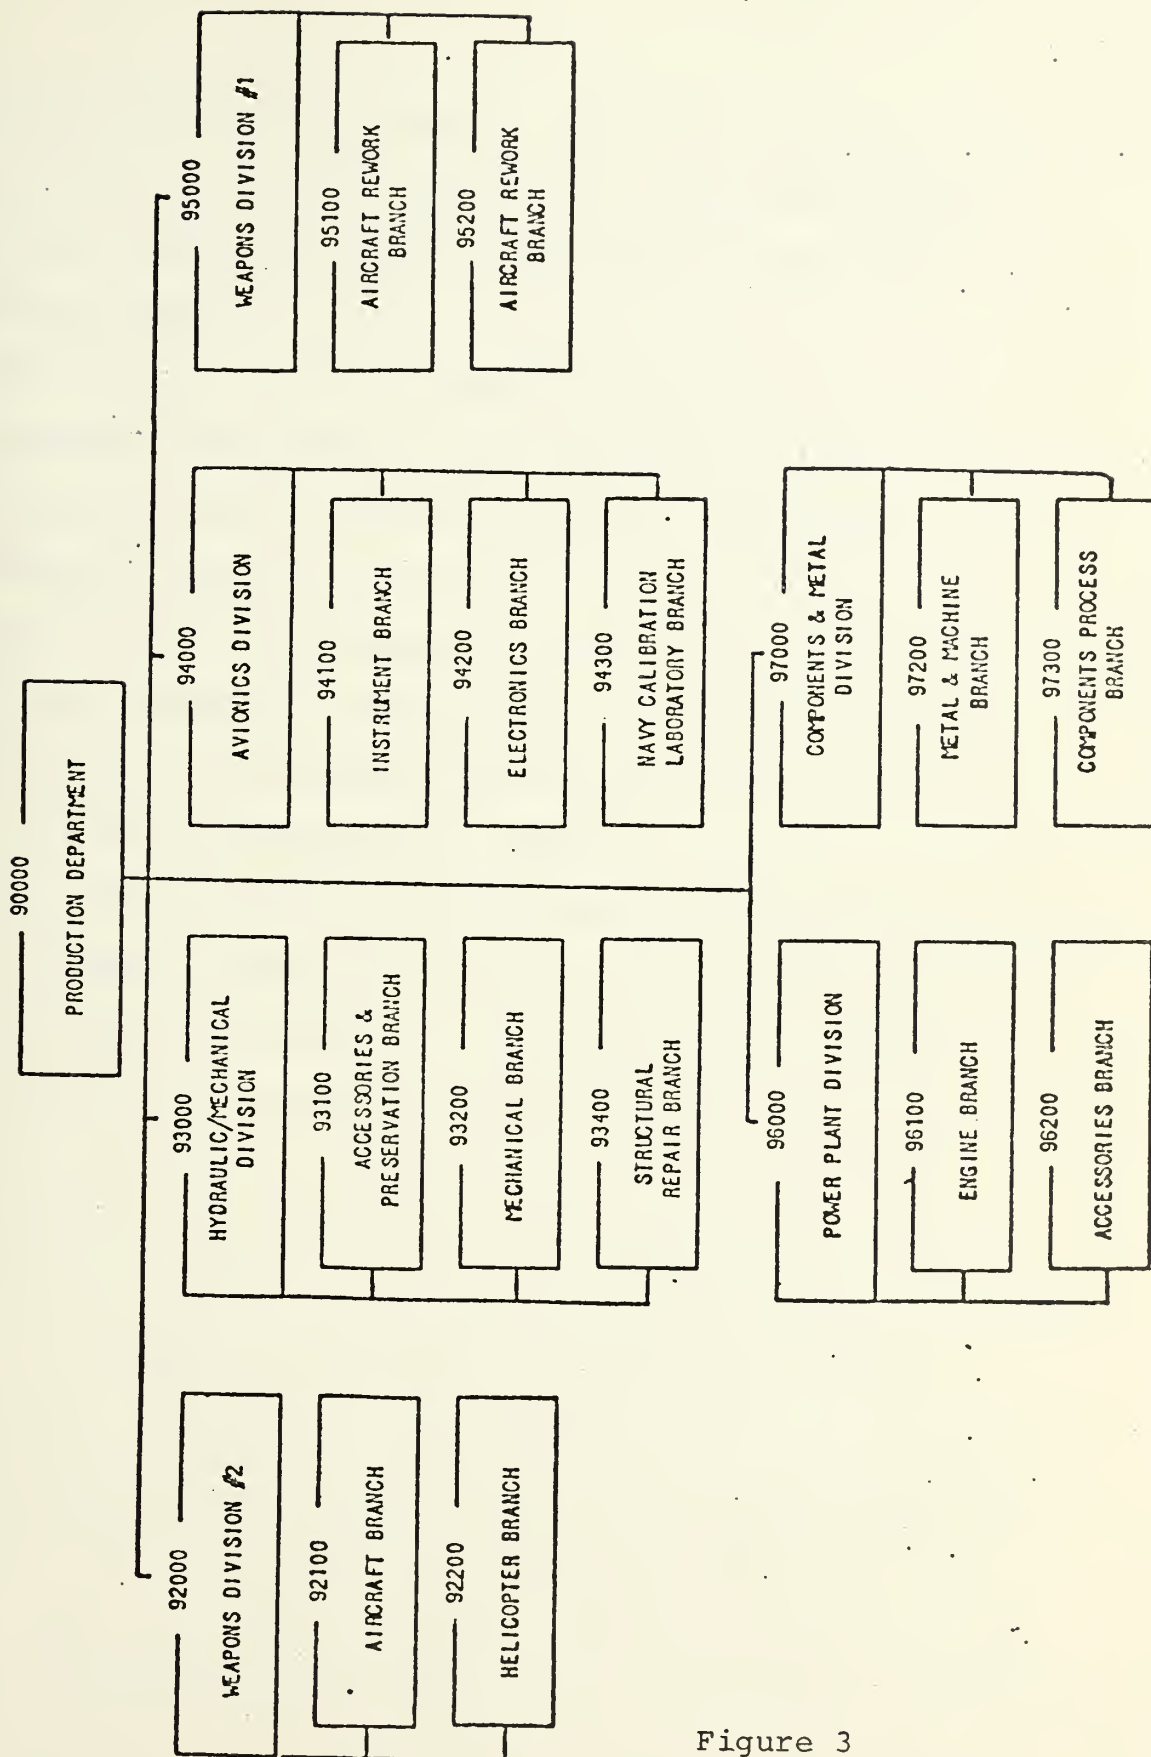 90000
PRODUCTION DEPARTMENT
92000
WEAPONS DIVISION #2
92100
AIRCRAFT BRANCH
92200
HELICOPTER BRANCH
93000
HYDRAULIC/MECHANICAL
DIVISION
93100
ACCESSORIES &
PRESERVATION BRANCH
93200
MECHANICAL BRANCH
93400
STRUCTURAL
REPAIR BRANCH
94000
AVIONICS DIVISION
94100
INSTRUMENT BRANCH
94200
ELECTRONICS BRANCH
94300
NAVY CALIBRATION
LABORATORY BRANCH
95000
WEAPONS DIVISION #1
95100
AIRCRAFT REWORK
BRANCH
95200
AIRCRAFT REWORK
BRANCH
96000
POWER PLANT DIVISION
96100
ENGINE BRANCH
96200
ACCESSORIES BRANCH
97000
COMPONENTS & METAL
DIVISION
97200
METAL & MACHINE
BRANCH
97300
COMPONENTS PROCESS
BRANCH
Figure 3